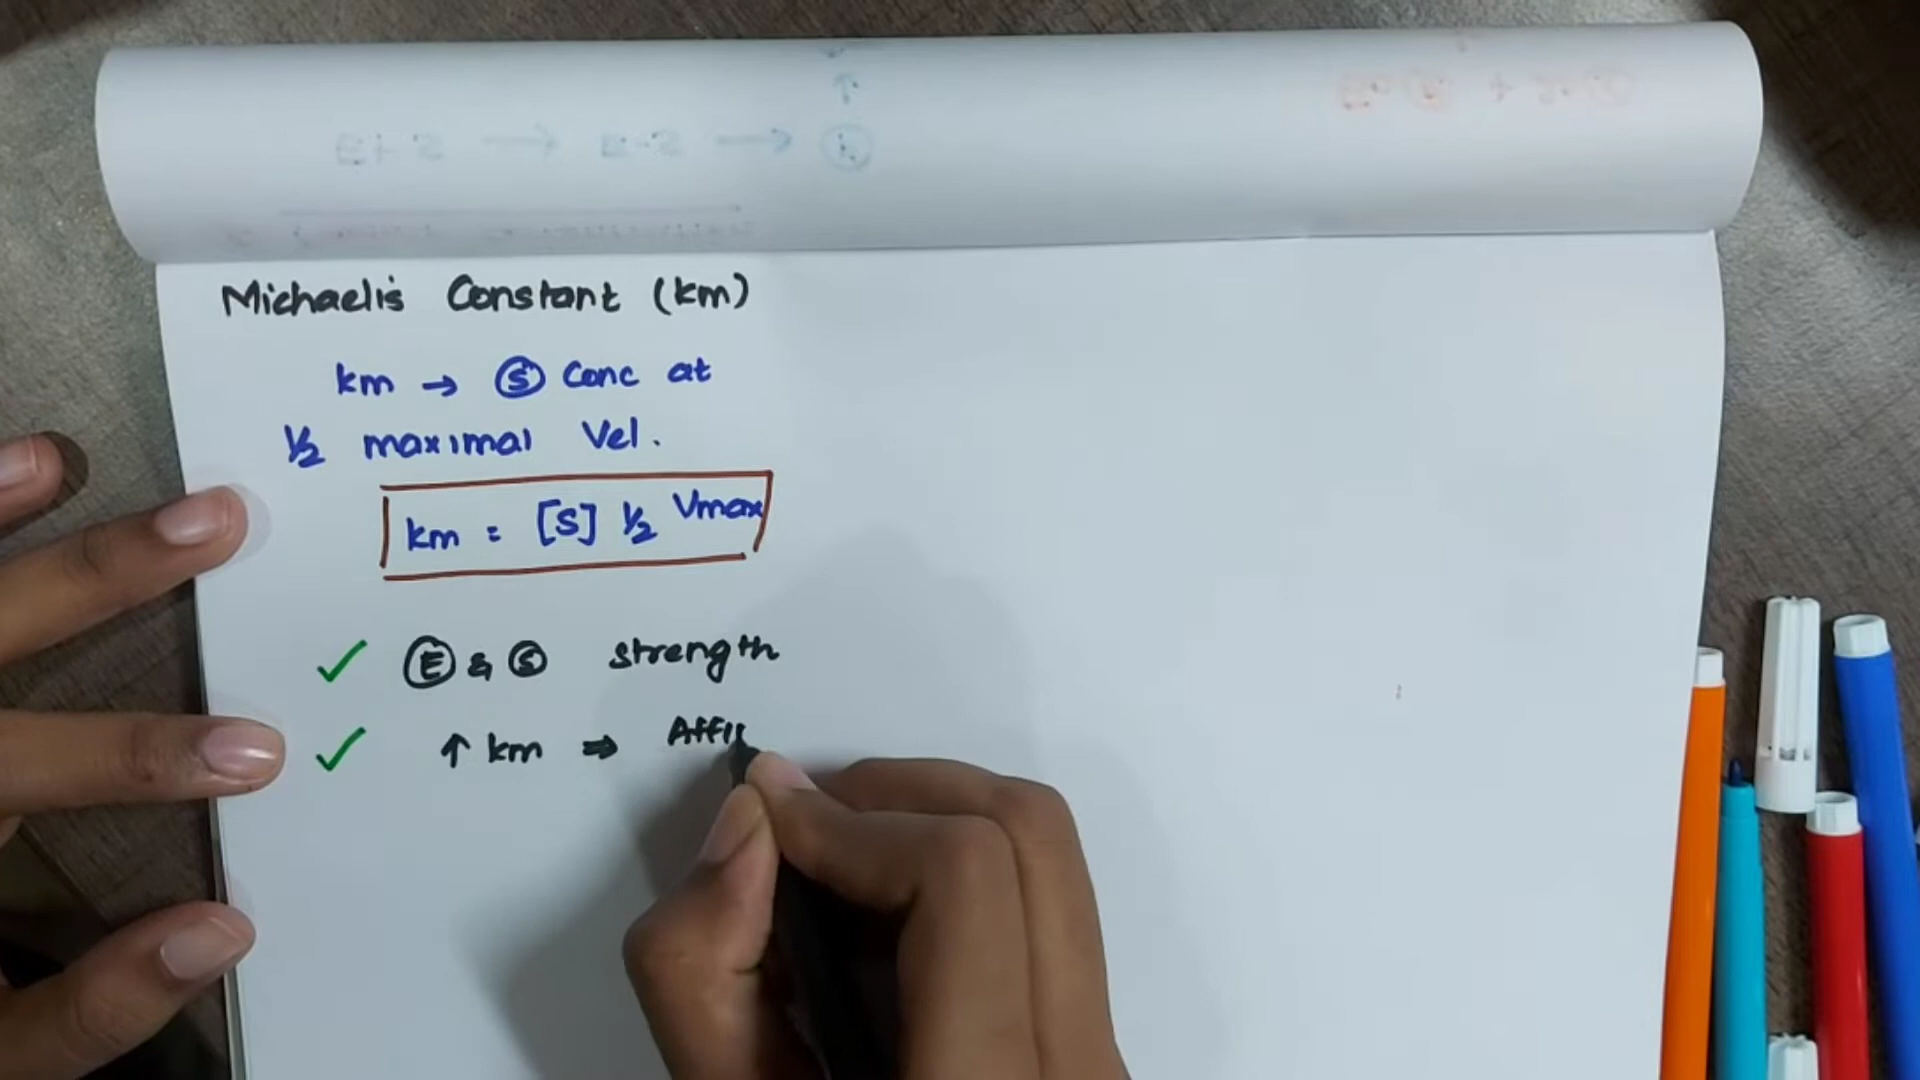 Michaelis Constant (km)
km → Ⓢ Conc at
½ maximal Vel.
km = [S] ½ Vmax
✓ Ⓔ & Ⓢ strength
✓ ↑ km ⇒ Affi